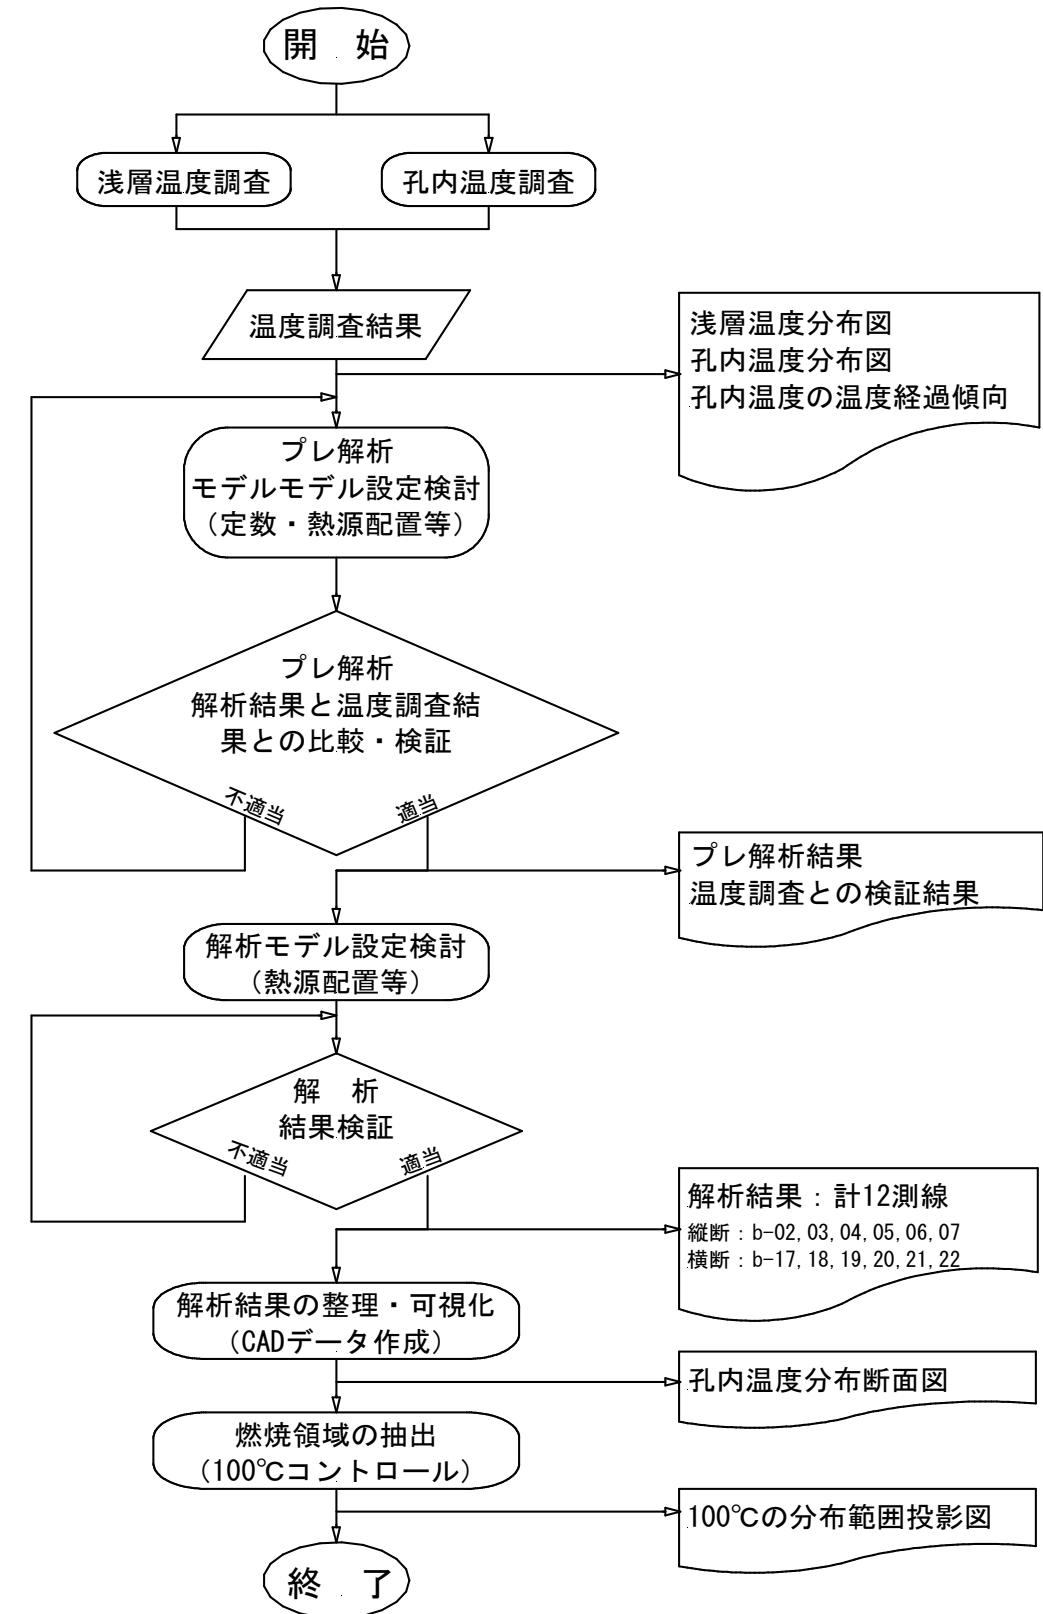 開 始
浅層温度調査
孔内温度調査
温度調査結果
浅層温度分布図
孔内温度分布図
孔内温度の温度経過傾向
プレ解析
モデルモデル設定検討
(定数・熱源配置等)
プレ解析
解析結果と温度調査結
果との比較・検証
不適当
適当
プレ解析結果
温度調査との検証結果
解析モデル設定検討
(熱源配置等)
解 析
結果検証
不適当
適当
解析結果:計12測線
縦断:b-02,03,04,05,06,07
横断:b-17,18,19,20,21,22
解析結果の整理・可視化
(CADデータ作成)
孔内温度分布断面図
燃焼領域の抽出
(100℃コントロール)
100℃の分布範囲投影図
終 了